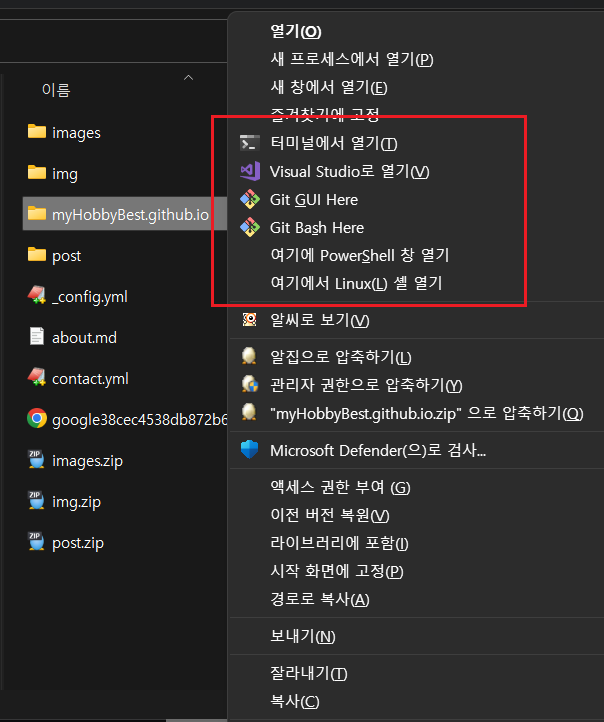 이름
images
img
myHobbyBest.github.io
post
_config.yml
about.md
contact.yml
google38cec4538db872b6
images.zip
img.zip
post.zip
열기(O)
새 프로세스에서 열기(P)
새 창에서 열기(E)
즐겨찾기에 고정
터미널에서 열기(T)
Visual Studio로 열기(V)
Git GUI Here
Git Bash Here
여기에 PowerShell 창 열기
여기에서 Linux(L) 셸 열기
알씨로 보기(V)
알집으로 압축하기(L)
관리자 권한으로 압축하기(Y)
"myHobbyBest.github.io.zip" 으로 압축하기(Q)
Microsoft Defender(으)로 검사...
액세스 권한 부여 (G)
이전 버전 복원(V)
라이브러리에 포함(I)
시작 화면에 고정(P)
경로로 복사(A)
보내기(N)
잘라내기(T)
복사(C)